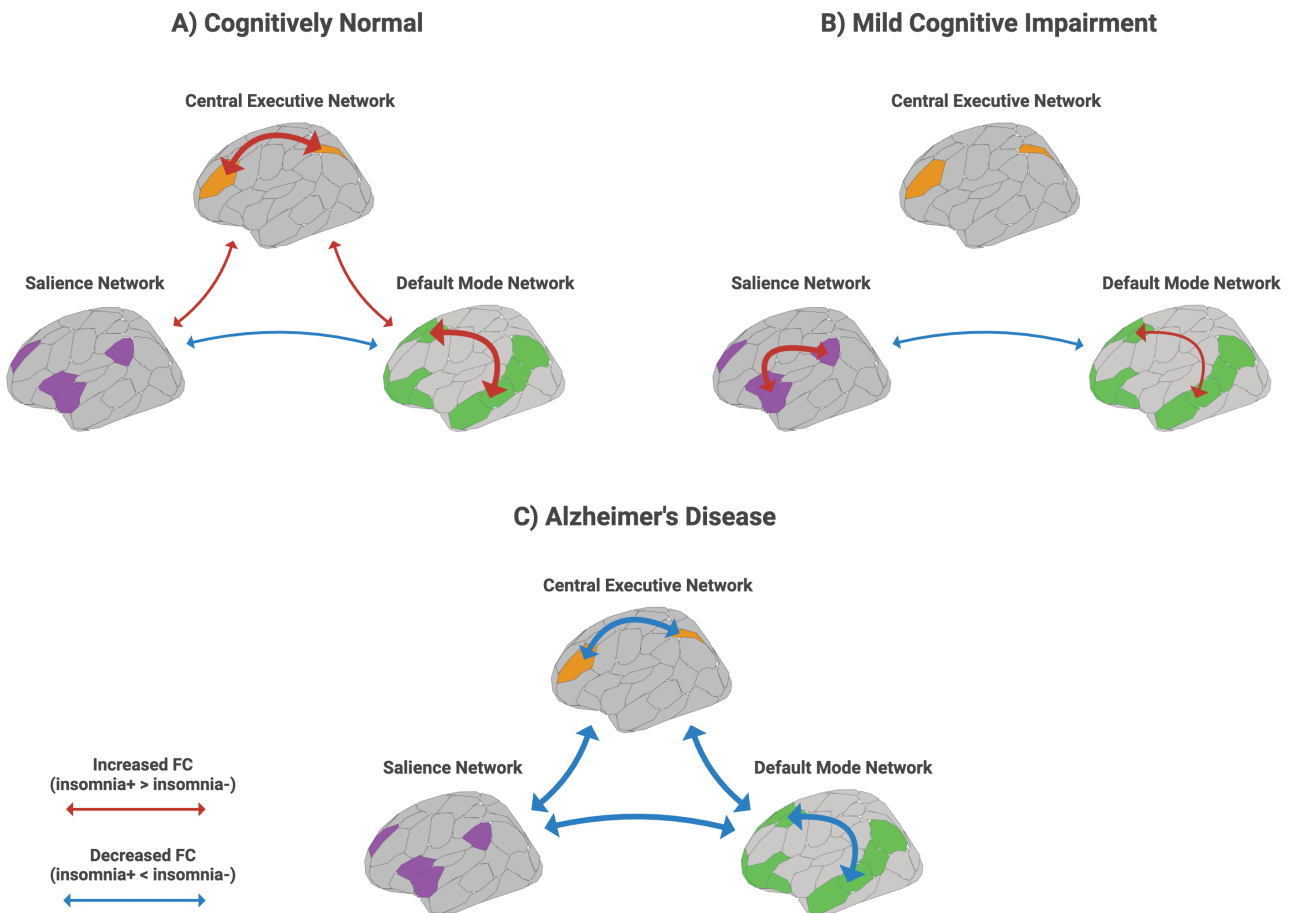 A) Cognitively Normal
Central Executive Network
Salience Network
Default Mode Network
B) Mild Cognitive Impairment
Central Executive Network
Salience Network
Default Mode Network
C) Alzheimer's Disease
Central Executive Network
Salience Network
Default Mode Network
Increased FC
(insomnia+ > insomnia-)
Decreased FC
(insomnia+ < insomnia-)